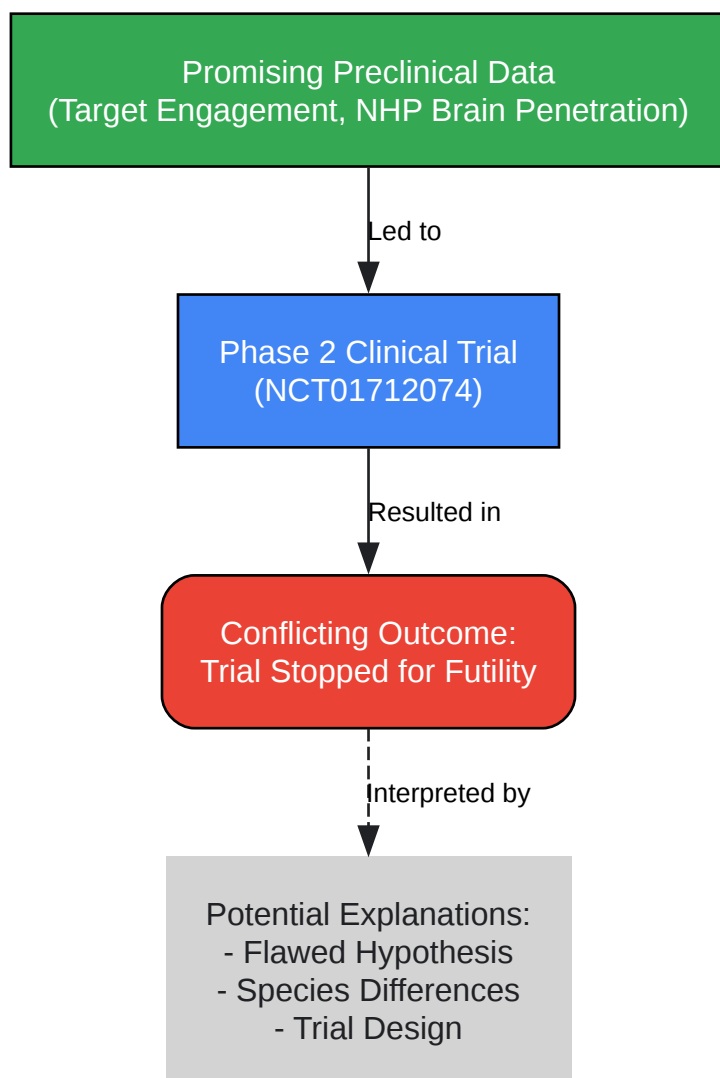 Promising Preclinical Data
(Target Engagement, NHP Brain Penetration)
Led to
Phase 2 Clinical Trial
(NCT01712074)
Resulted in
Conflicting Outcome:
Trial Stopped for Futility
Interpreted by
Potential Explanations:
- Flawed Hypothesis
- Species Differences
- Trial Design